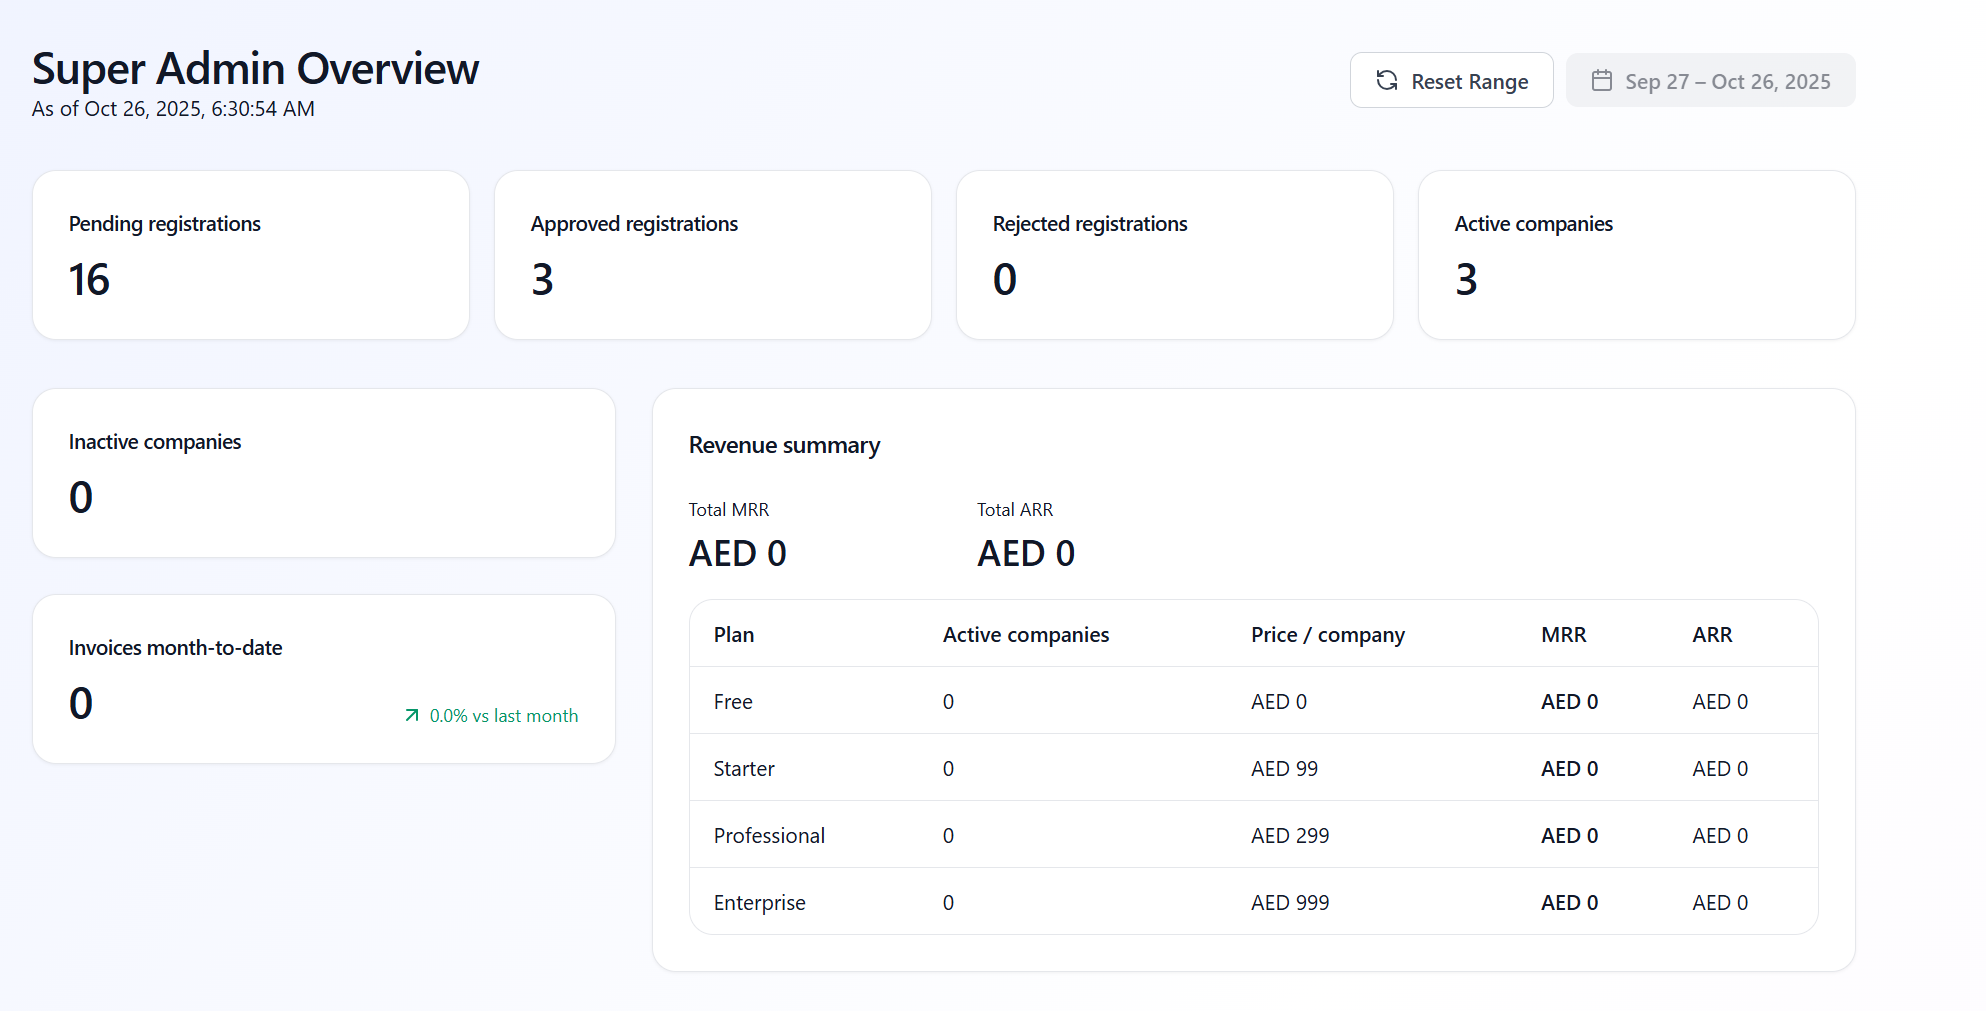 Super Admin Overview
As of Oct 26, 2025, 6:30:54 AM
Reset Range
Sep 27 – Oct 26, 2025
Pending registrations
16
Approved registrations
3
Rejected registrations
0
Active companies
3
Inactive companies
0
Invoices month-to-date
0
0.0% vs last month
Revenue summary
Total MRR
AED 0
Total ARR
AED 0
Plan Active companies Price / company MRR ARR
Free 0 AED 0 AED 0 AED 0
Starter 0 AED 99 AED 0 AED 0
Professional 0 AED 299 AED 0 AED 0
Enterprise 0 AED 999 AED 0 AED 0